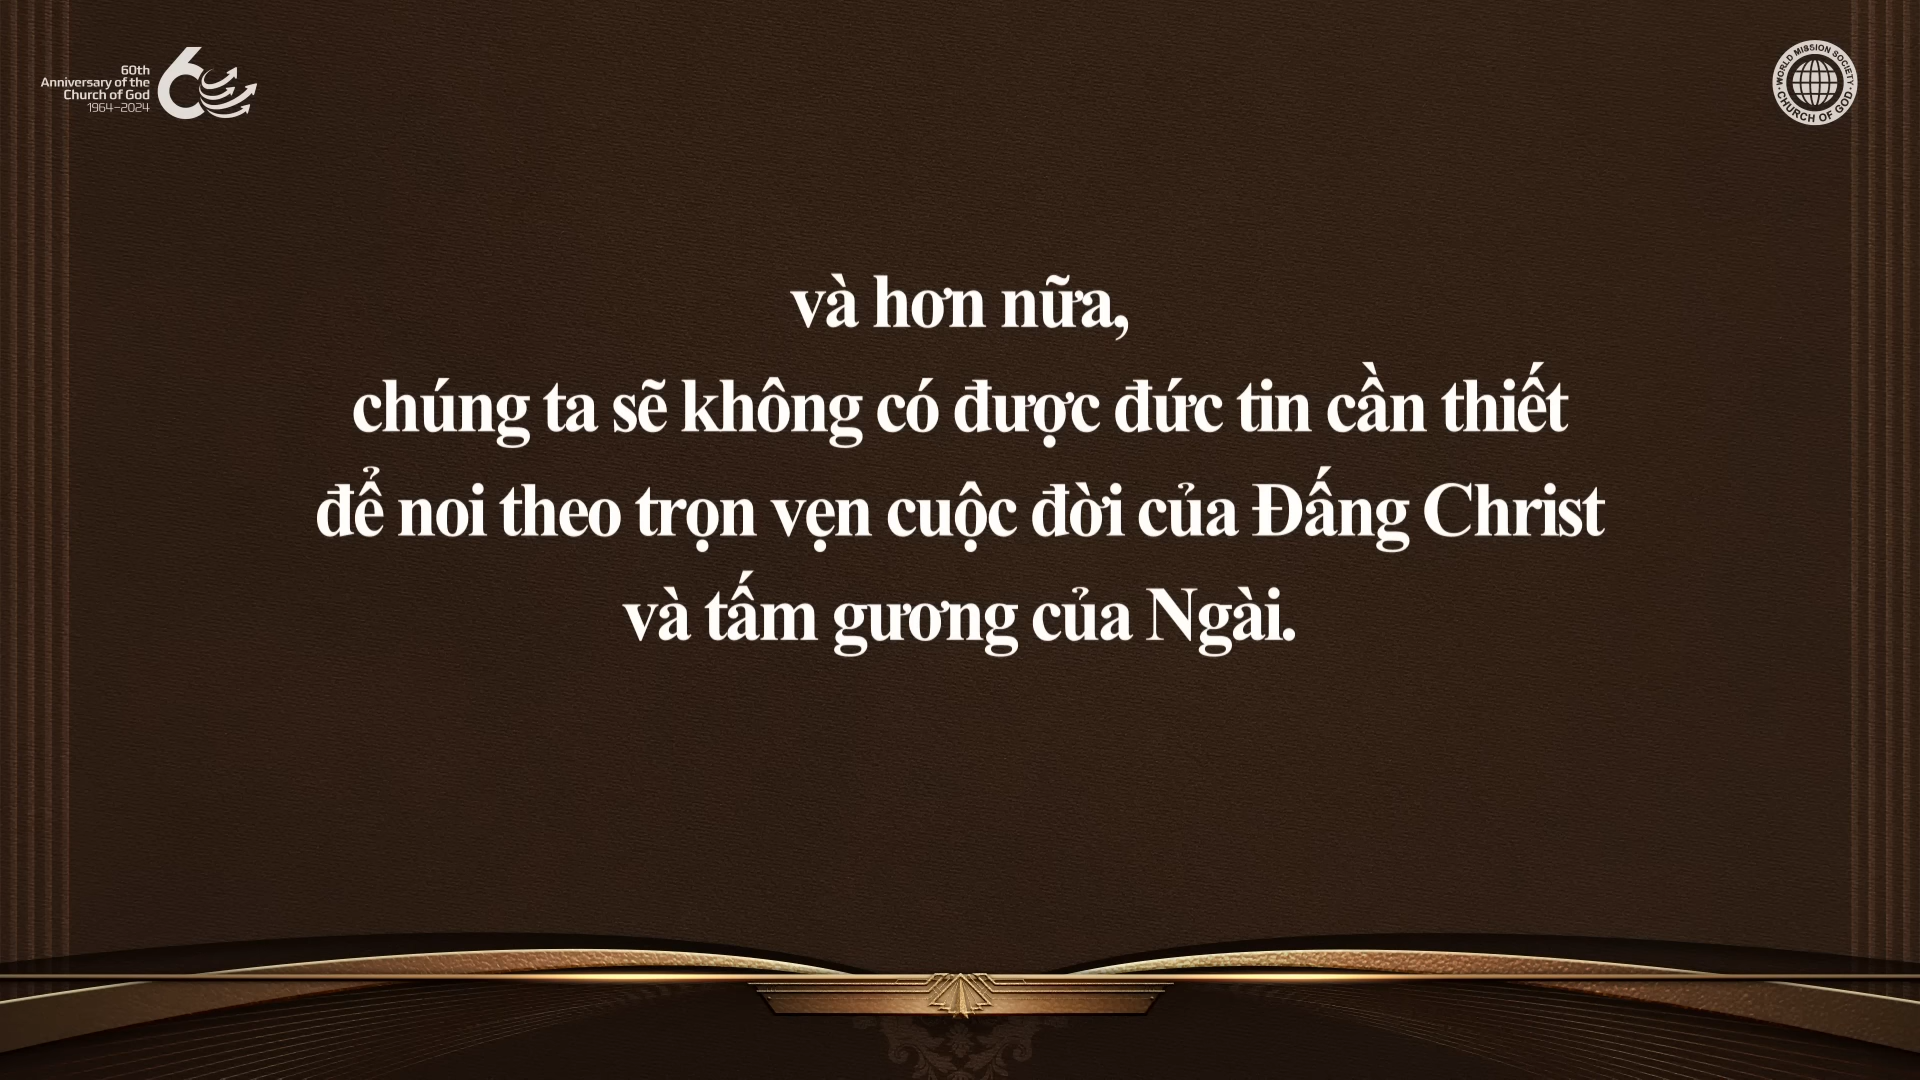 60th
Anniversary of the
Church of God
1964–2024
WORLD MISSION SOCIETY
CHURCH OF GOD
và hơn nữa,
chúng ta sẽ không có được đức tin cần thiết
để noi theo trọn vẹn cuộc đời của Đấng Christ
và tấm gương của Ngài.